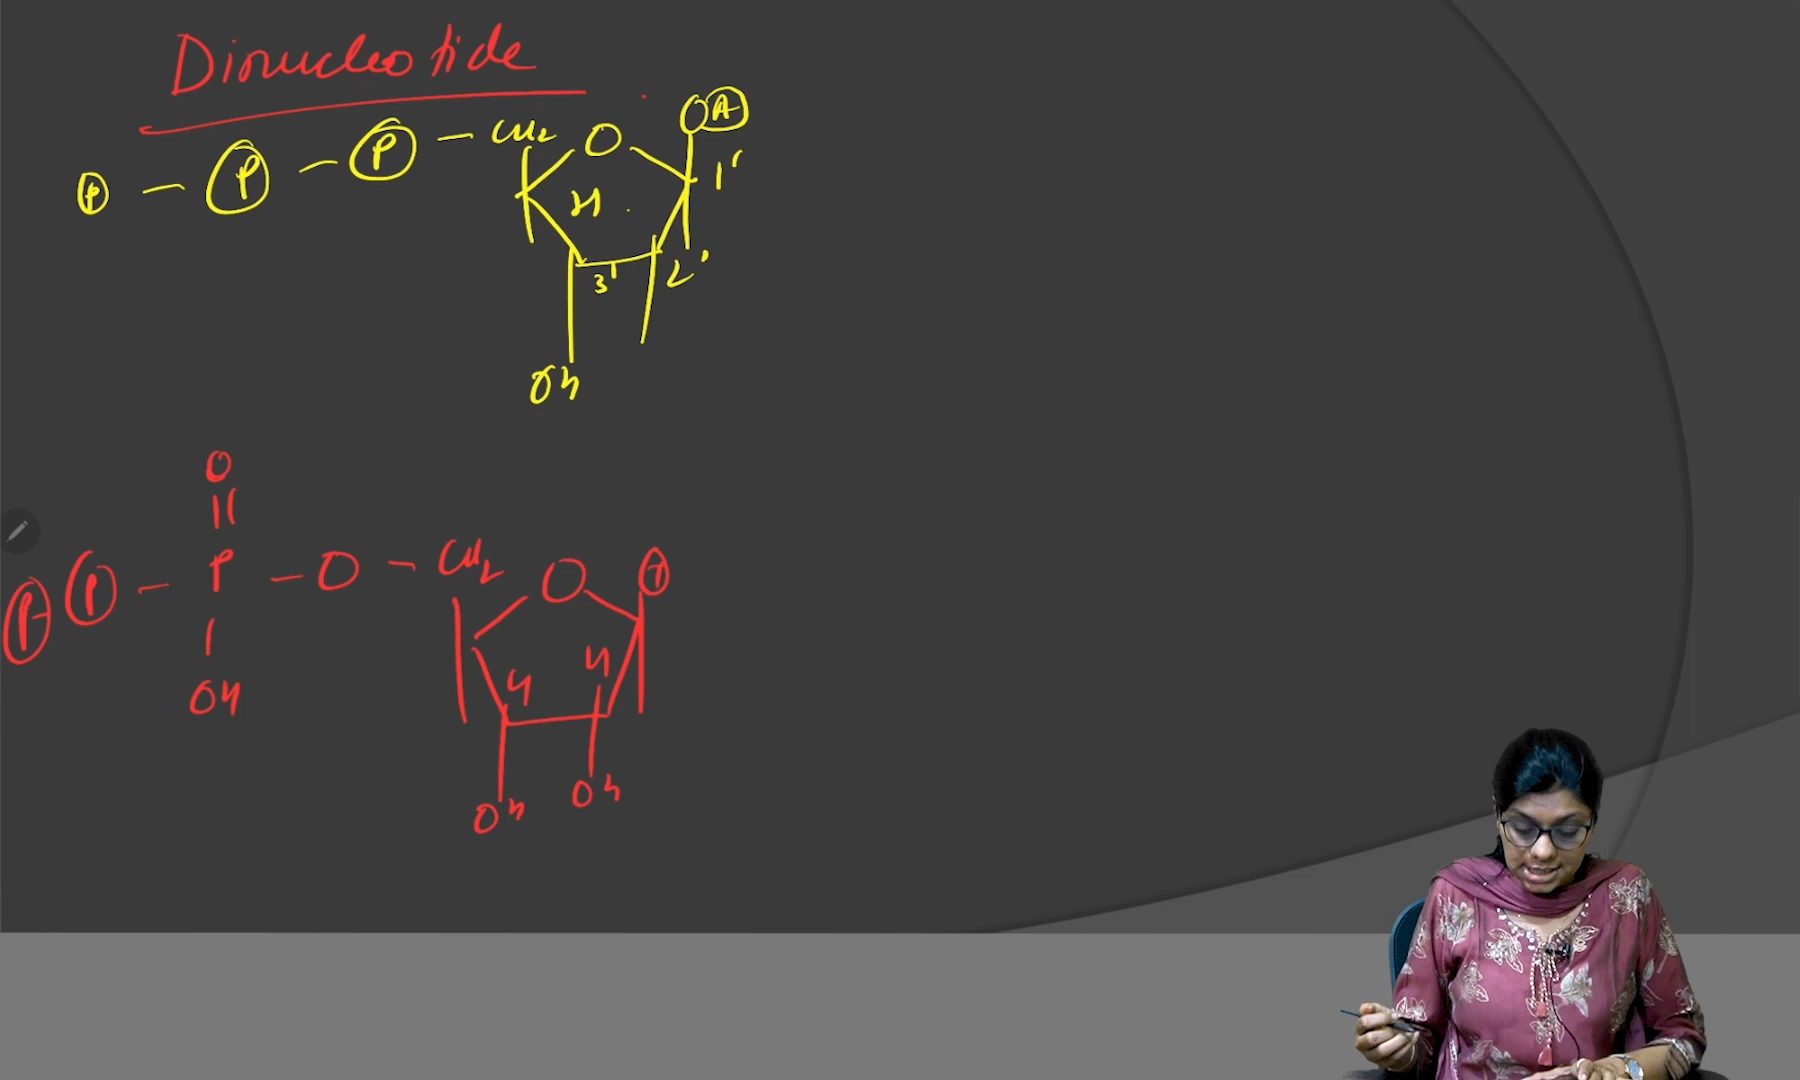 Dinucleotide
P - P - P - CH2 O O A
1'
H
3' 2'
OH
O
||
P P - P - O - CH2 O T
|
OH
H H
OH OH